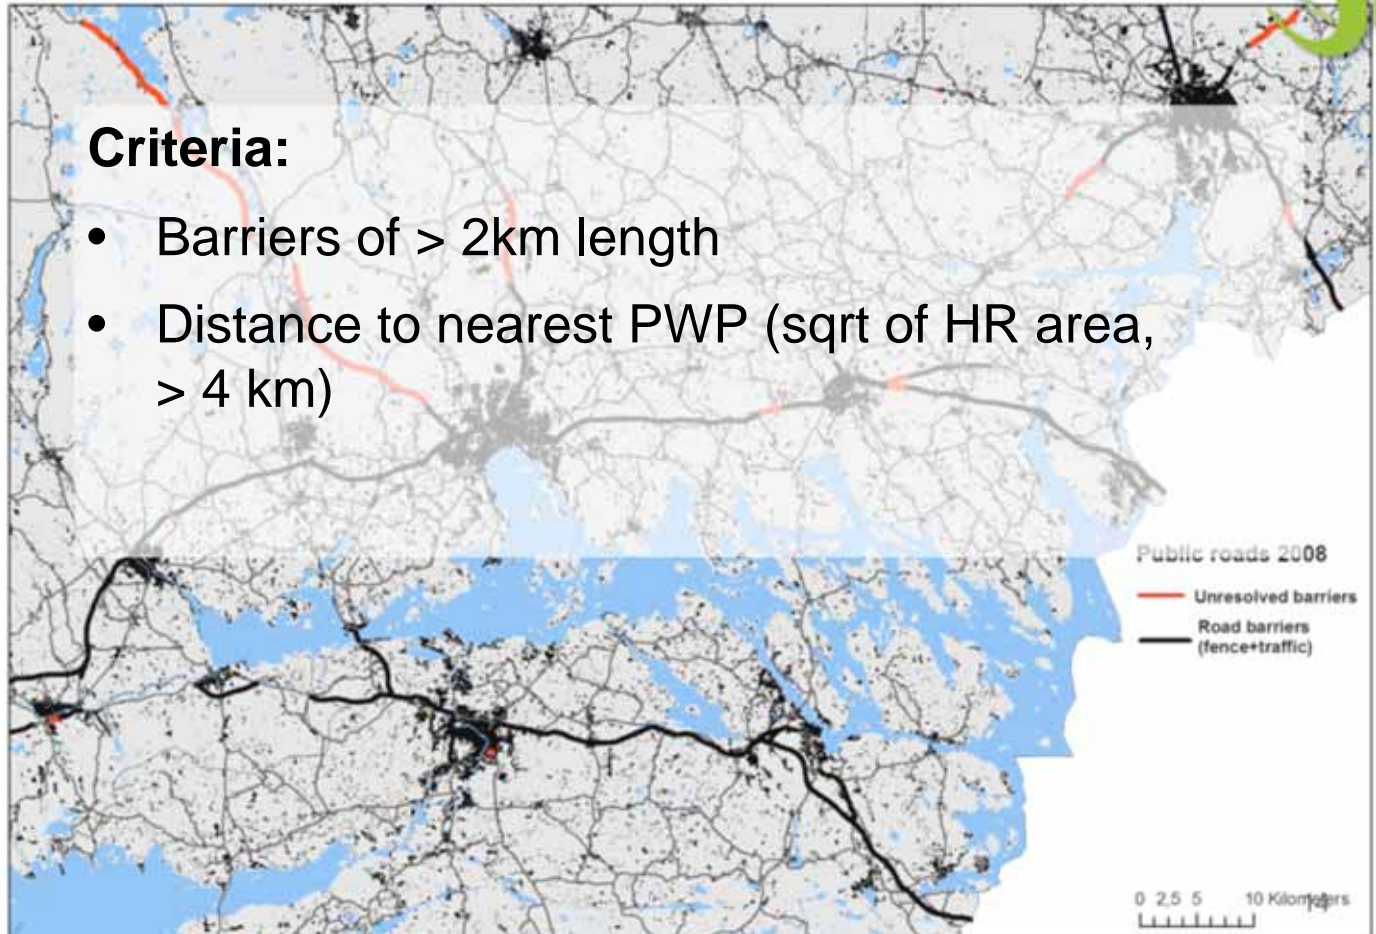 Criteria:
• Barriers of > 2km length
• Distance to nearest PWP (sqrt of HR area,
> 4 km)
Public roads 2008
Unresolved barriers
Road barriers
(fence+traffic)
0 2,5 5 10 Kilometers